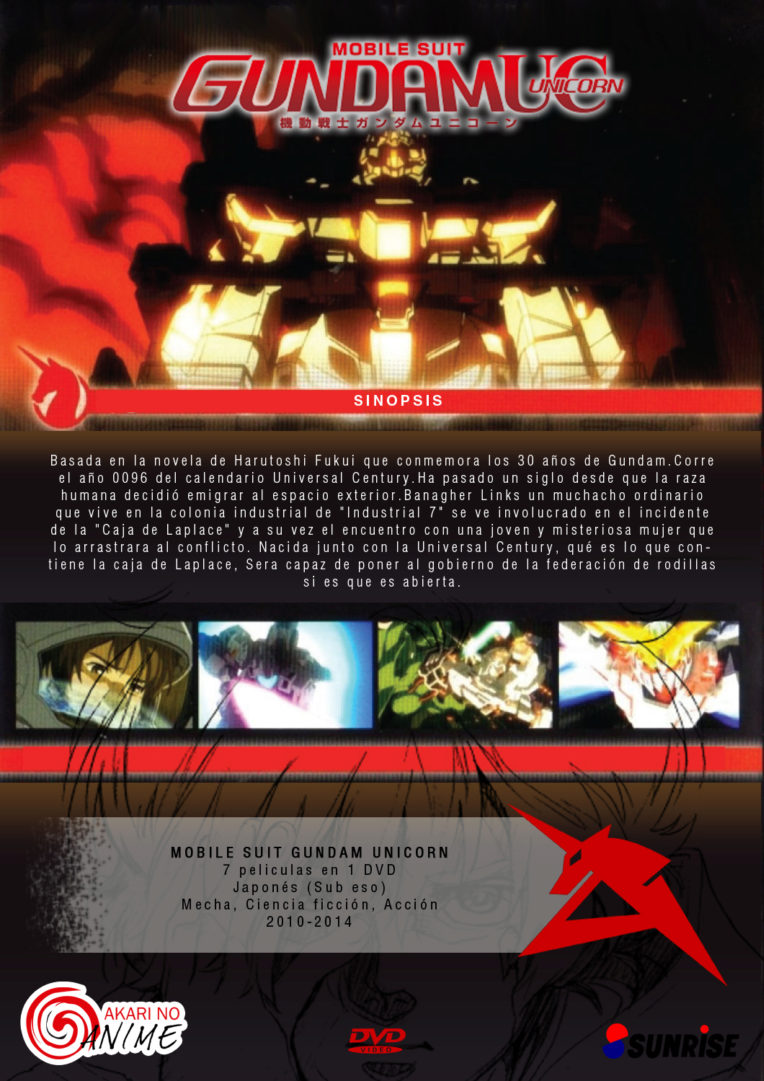 MOBILE SUIT
GUNDAM UC
UNICORN
機動戦士ガンダムユニコーン
SINOPSIS
Basada en la novela de Harutoshi Fukui que conmemora los 30 años de Gundam.Corre
el año 0096 del calendario Universal Century.Ha pasado un siglo desde que la raza
humana decidió emigrar al espacio exterior.Banagher Links un muchacho ordinario
que vive en la colonia industrial de "Industrial 7" se ve involucrado en el incidente
de la "Caja de Laplace" y a su vez el encuentro con una joven y misteriosa mujer que
lo arrastrara al conflicto. Nacida junto con la Universal Century, qué es lo que con-
tiene la caja de Laplace, Sera capaz de poner al gobierno de la federación de rodillas
si es que es abierta.
MOBILE SUIT GUNDAM UNICORN
7 peliculas en 1 DVD
Japonés (Sub eso)
Mecha, Ciencia ficción, Acción
2010-2014
AKARI NO
ANIME
DVD
VIDEO
SUNRISE